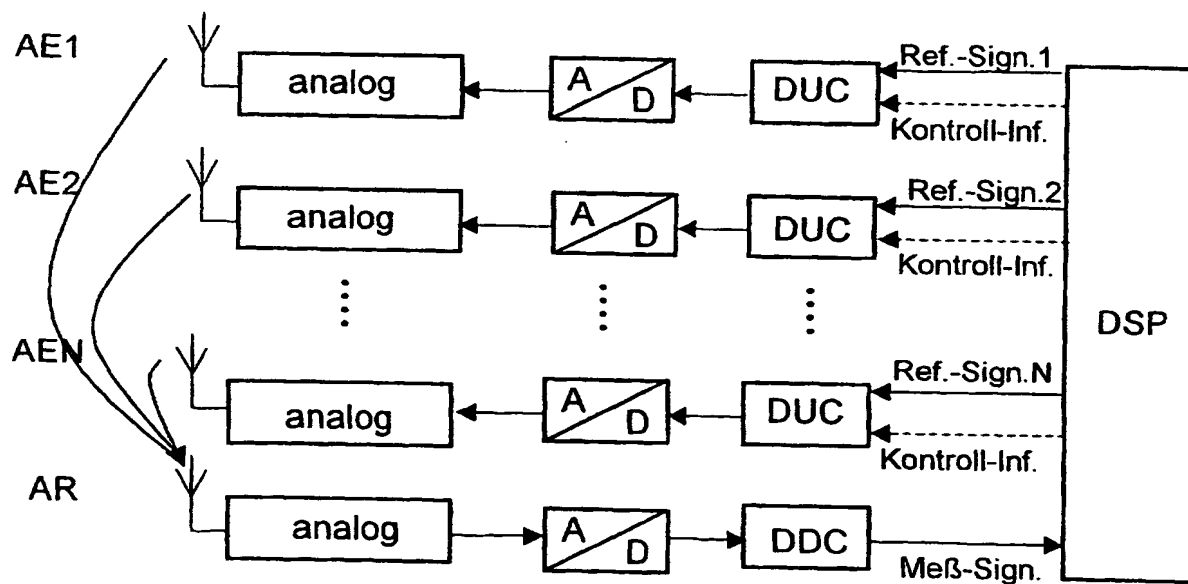 AE1
analog
A
D
DUC
Ref.-Sign.1
Kontroll-Inf.
AE2
analog
A
D
DUC
Ref.-Sign.2
Kontroll-Inf.
DSP
AEN
analog
A
D
DUC
Ref.-Sign.N
Kontroll-Inf.
AR
analog
A
D
DDC
Meß-Sign.